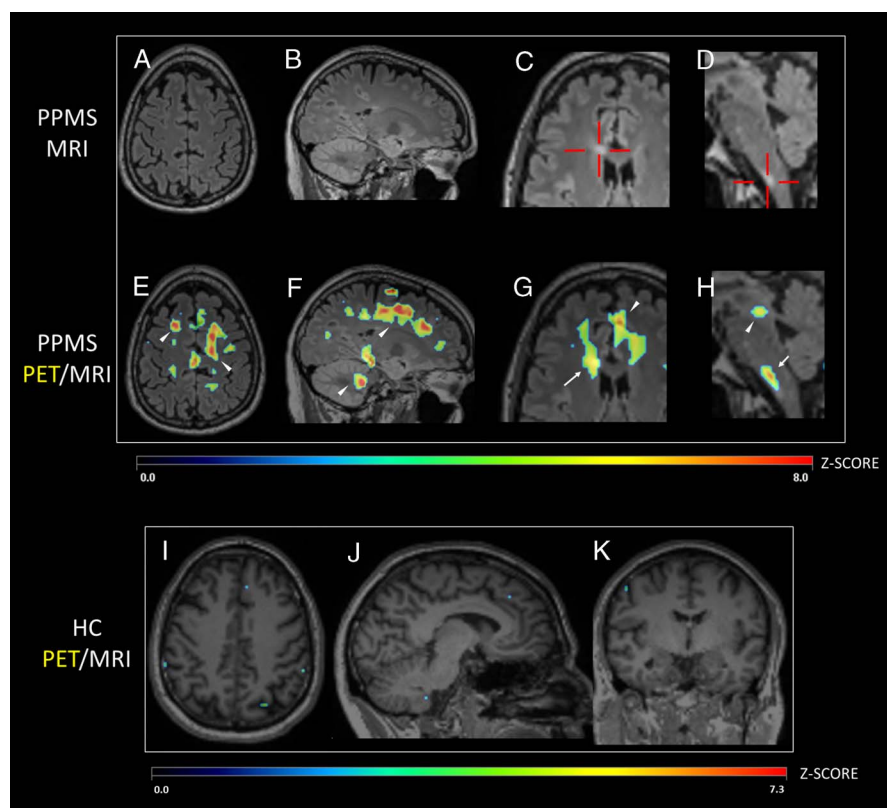 A B C D
PPMS
MRI
E F G H
PPMS
PET/MRI
Z-SCORE
0.0 8.0
I J K
HC
PET/MRI
Z-SCORE
0.0 7.3